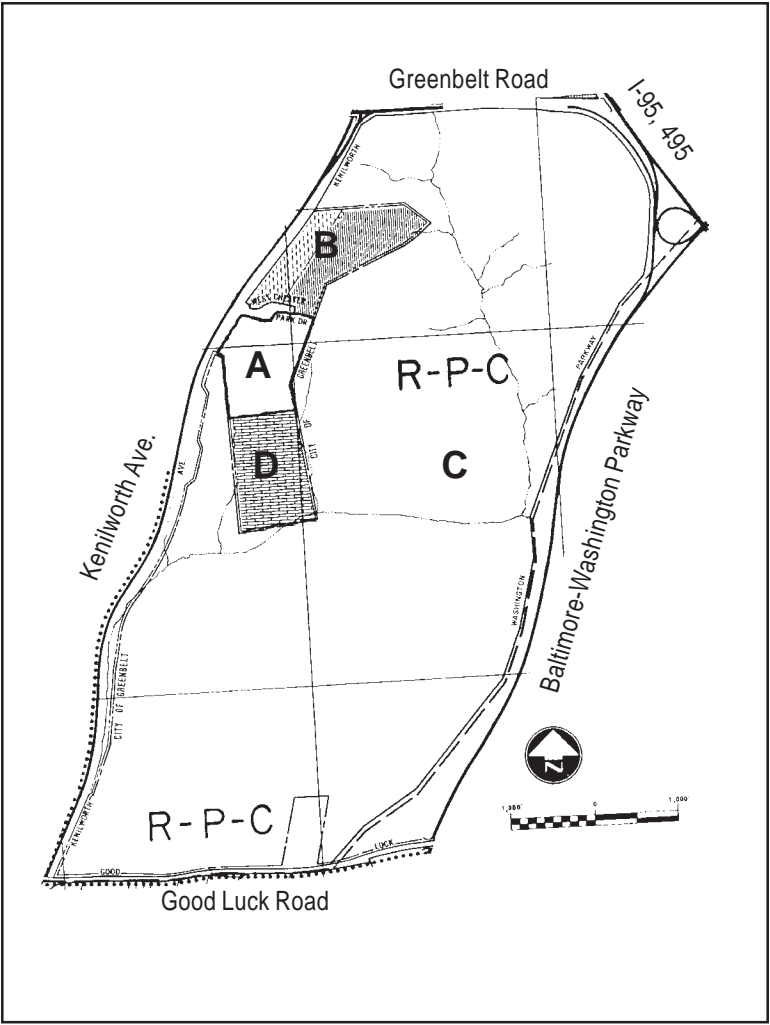 Greenbelt Road
I-95, 495
KENILWORTH
B
WEST CHESTER
PARK DR.
GREENBELT
A
R-P-C
PARKWAY
CITY OF
Kenilworth Ave.
AVE.
D
C
Baltimore-Washington Parkway
WASHINGTON
CITY OF GREENBELT
N
1,000
0
1,000
R-P-C
KENILWORTH
LUCK
GOOD
Good Luck Road